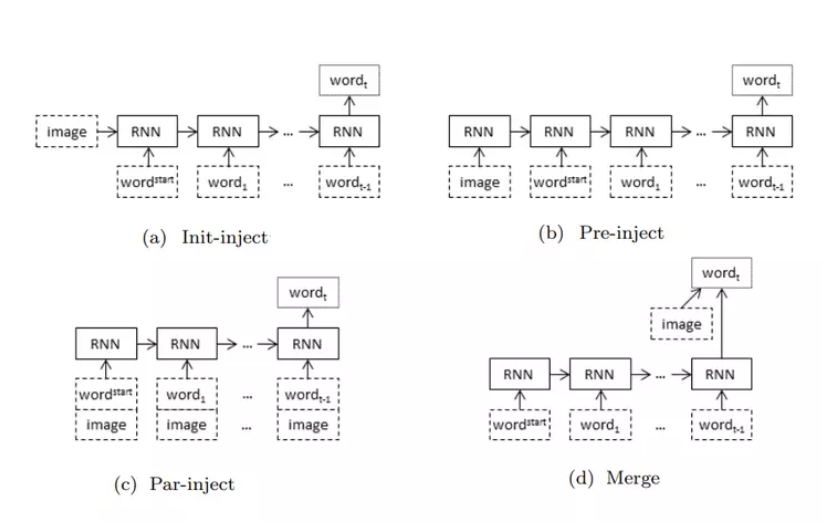 word_t
image RNN RNN ... RNN
word^start word_1 ... word_t-1
(a) Init-inject
word_t
RNN RNN RNN ... RNN
image word^start word_1 ... word_t-1
(b) Pre-inject
word_t
RNN RNN ... RNN
word^start word_1 ... word_t-1
image image ... image
(c) Par-inject
word_t
image
RNN RNN ... RNN
word^start word_1 ... word_t-1
(d) Merge